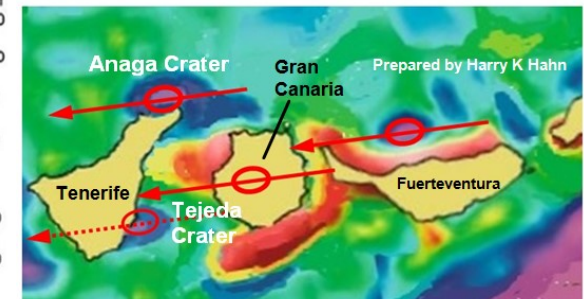 Anaga Crater
Gran
Canaria
Prepared by Harry K Hahn
Tenerife
Tejeda
Crater
Fuerteventura